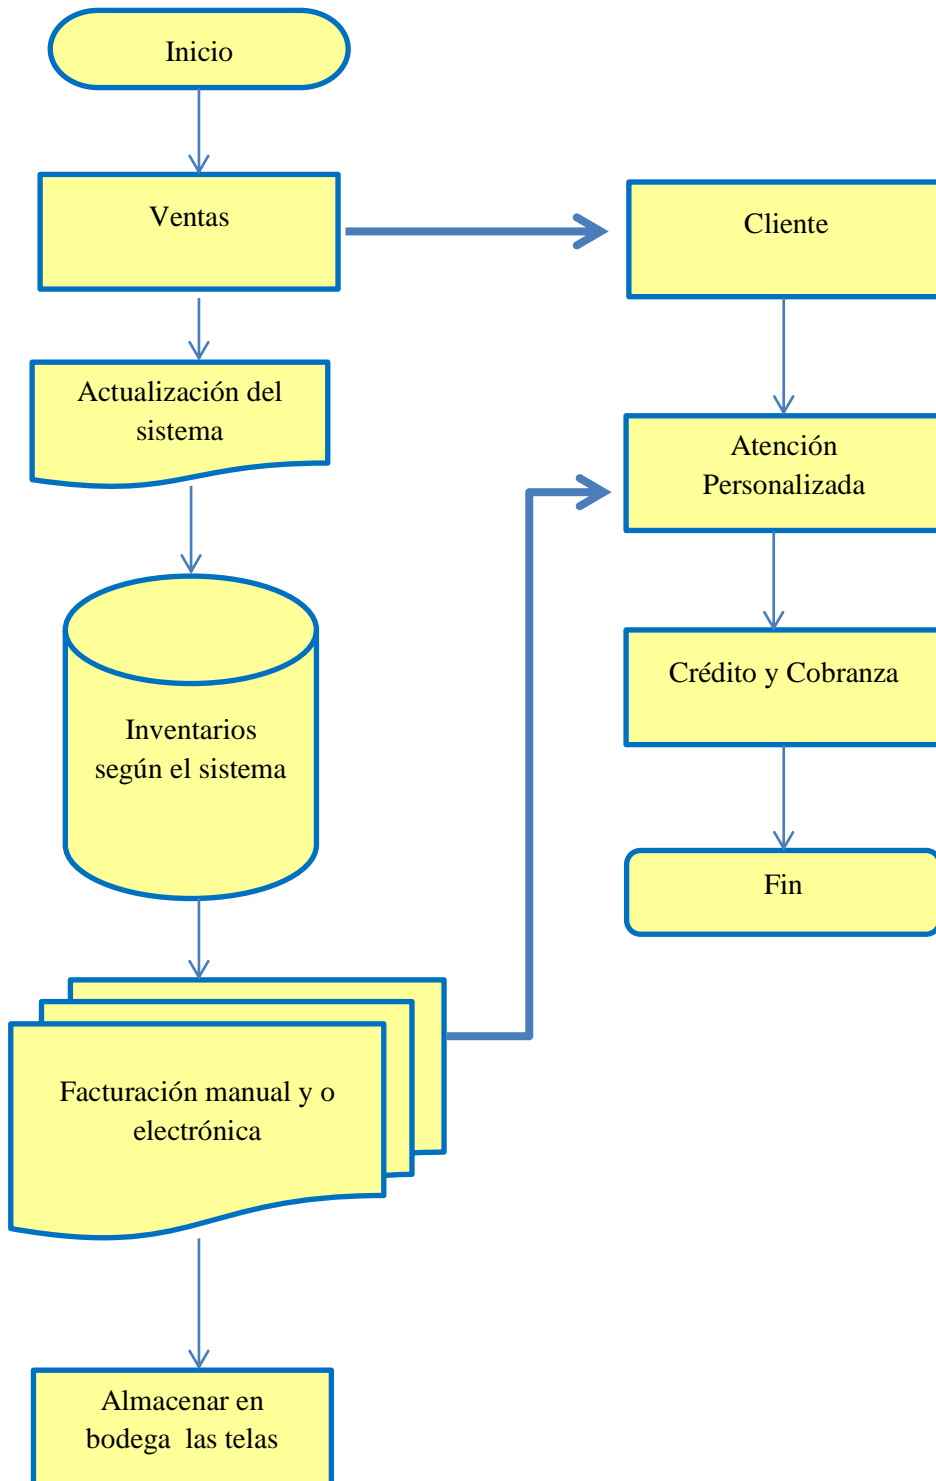 Inicio
Ventas
Cliente
Actualización del
sistema
Atención
Personalizada
Inventarios
según el sistema
Crédito y Cobranza
Fin
Facturación manual y o
electrónica
Almacenar en
bodega  las telas